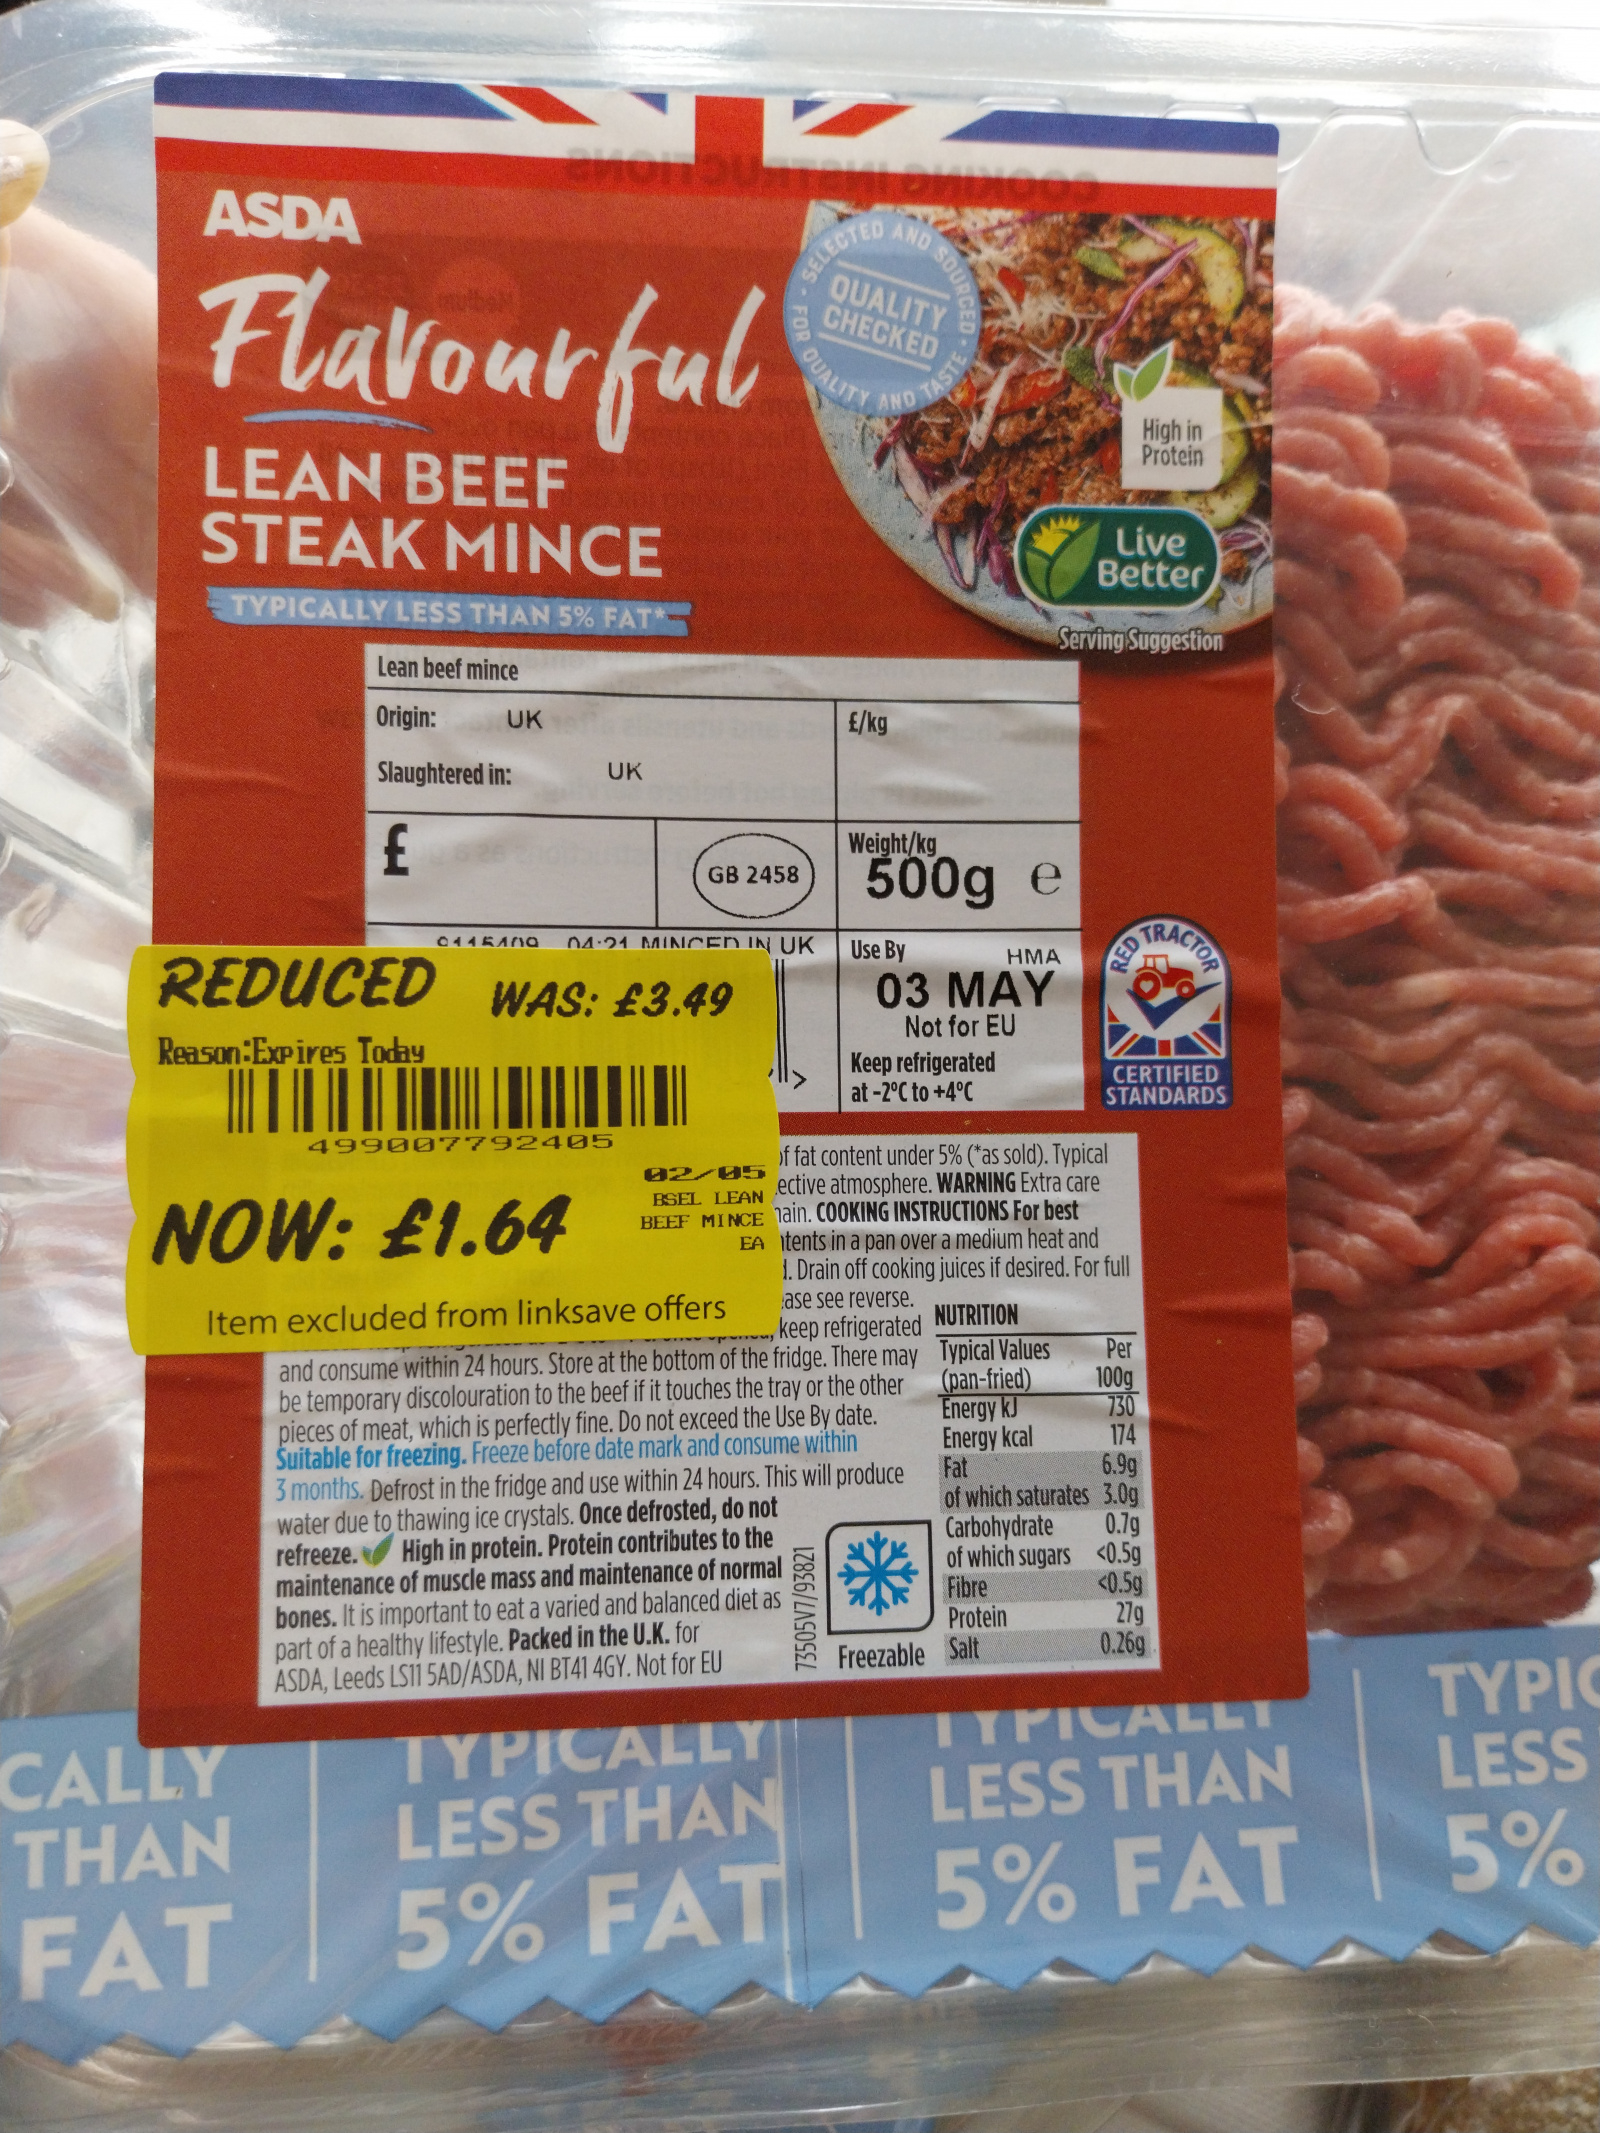 ASDA
Flavourful
LEAN BEEF
STEAK MINCE
TYPICALLY LESS THAN 5% FAT*
SELECTED AND SOURCED • FOR QUALITY AND TASTE •
QUALITY
CHECKED
High in
Protein
Live
Better
Serving Suggestion
COOKING INSTRUCTIONS
Lean beef mince
Origin: UK
Slaughtered in: UK
£/kg
£
GB 2458
Weight/kg
500g e
9115409 04:21 MINCED IN UK
Use By HMA
03 MAY
Not for EU
Keep refrigerated
at -2°C to +4°C
RED TRACTOR
CERTIFIED
STANDARDS
REDUCED WAS: £3.49
Reason:Expires Today
499007792405
02/05
BSEL LEAN
BEEF MINCE
EA
NOW: £1.64
Item excluded from linksave offers
of fat content under 5% (*as sold). Typical
ective atmosphere. WARNING Extra care
COOKING INSTRUCTIONS For best
tents in a pan over a medium heat and
Drain off cooking juices if desired. For full
ase see reverse.
keep refrigerated
and consume within 24 hours. Store at the bottom of the fridge. There may
be temporary discolouration to the beef if it touches the tray or the other
pieces of meat, which is perfectly fine. Do not exceed the Use By date.
Suitable for freezing. Freeze before date mark and consume within
3 months. Defrost in the fridge and use within 24 hours. This will produce
water due to thawing ice crystals. Once defrosted, do not
refreeze. High in protein. Protein contributes to the
maintenance of muscle mass and maintenance of normal
bones. It is important to eat a varied and balanced diet as
part of a healthy lifestyle. Packed in the U.K. for
ASDA, Leeds LS11 5AD/ASDA, NI BT41 4GY. Not for EU
73505V7/93821
Freezable
NUTRITION
Typical Values Per
(pan-fried) 100g
Energy kJ 730
Energy kcal 174
Fat 6.9g
of which saturates 3.0g
Carbohydrate 0.7g
of which sugars <0.5g
Fibre <0.5g
Protein 27g
Salt 0.26g
CALLY
THAN
FAT
TYPICALLY
LESS THAN
5% FAT
TYPICALLY
LESS THAN
5% FAT
TYPIC
LESS
5%